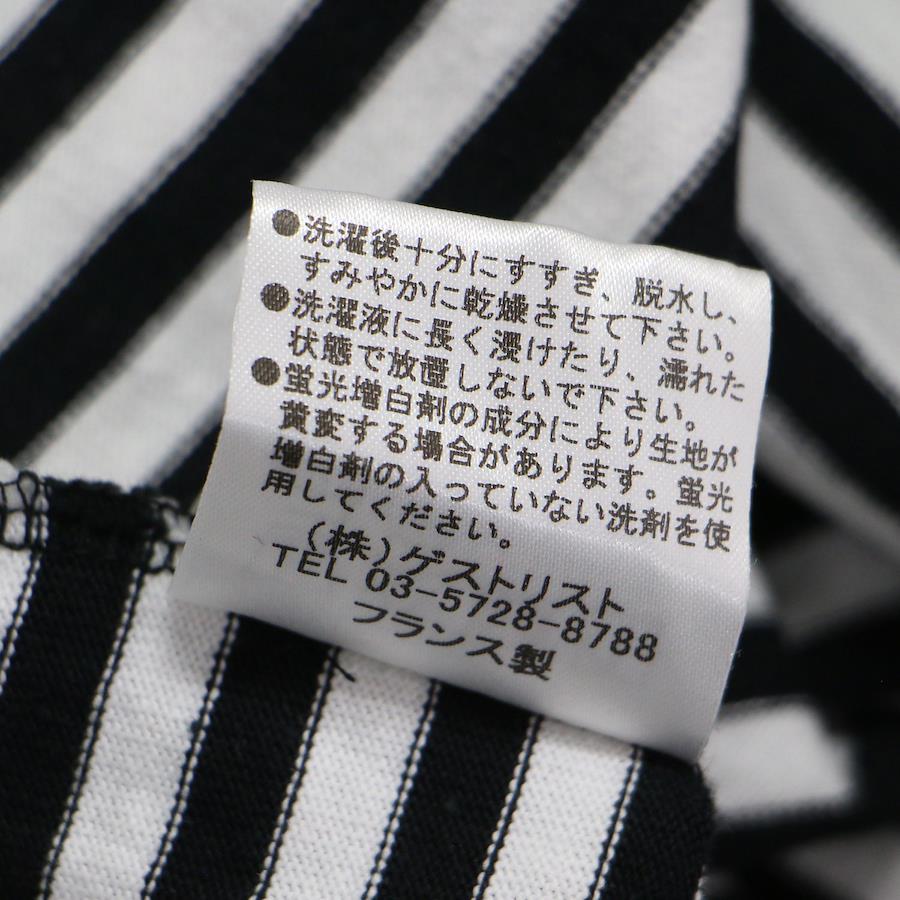 ●洗濯後十分にすすぎ、脱水し、
すみやかに乾燥させて下さい。
●洗濯液に長く浸けたり、濡れた
状態で放置しないで下さい。
●蛍光増白剤の成分により生地が
黄変する場合があります。蛍光
増白剤の入っていない洗剤を使
用してください。
(株)ゲストリスト
TEL 03-5728-8788
フランス製